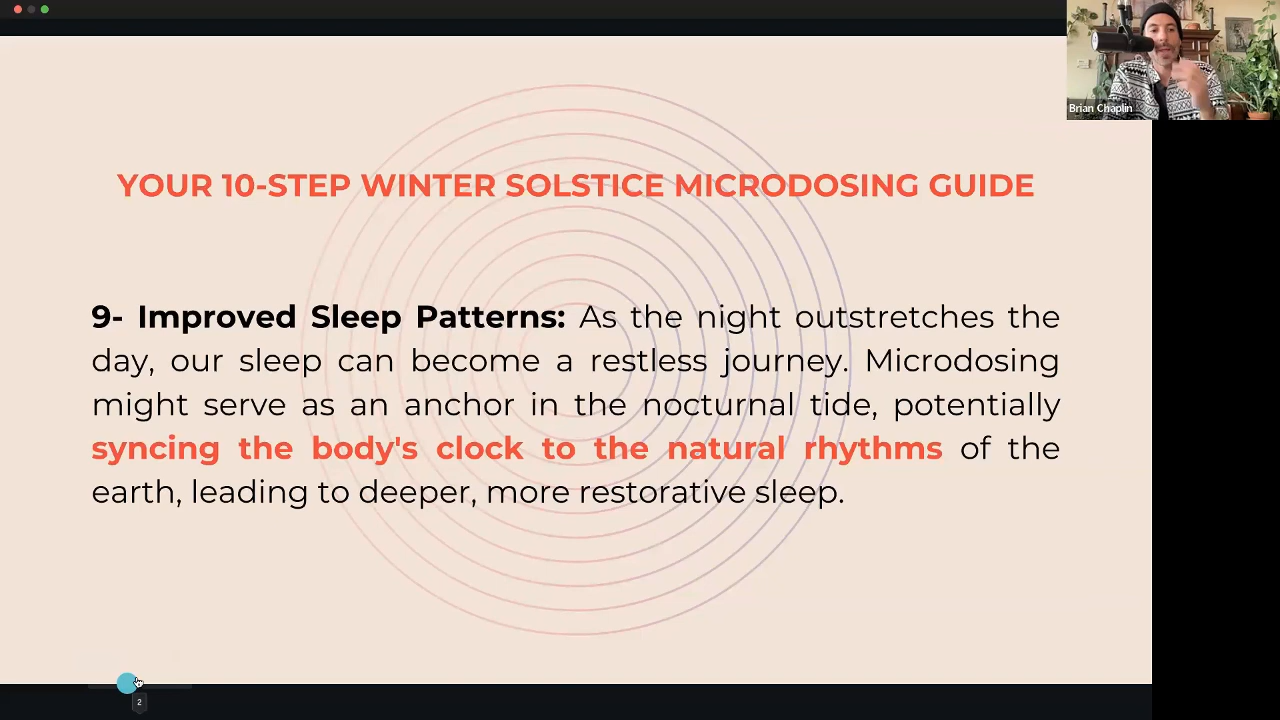 Brian Chaplin
YOUR 10-STEP WINTER SOLSTICE MICRODOSING GUIDE
9- Improved Sleep Patterns: As the night outstretches the
day, our sleep can become a restless journey. Microdosing
might serve as an anchor in the nocturnal tide, potentially
syncing the body's clock to the natural rhythms of the
earth, leading to deeper, more restorative sleep.
2